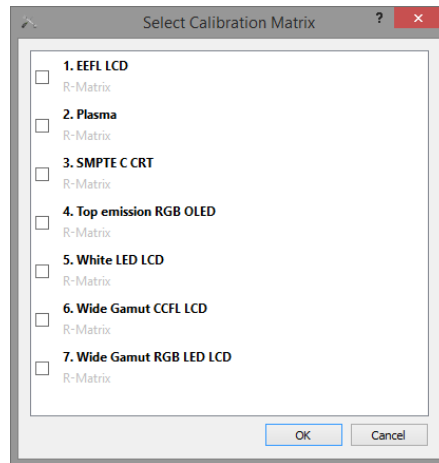 Select Calibration Matrix
?
1. EEFL LCD
R-Matrix
2. Plasma
R-Matrix
3. SMPTE C CRT
R-Matrix
4. Top emission RGB OLED
R-Matrix
5. White LED LCD
R-Matrix
6. Wide Gamut CCFL LCD
R-Matrix
7. Wide Gamut RGB LED LCD
R-Matrix
OK Cancel